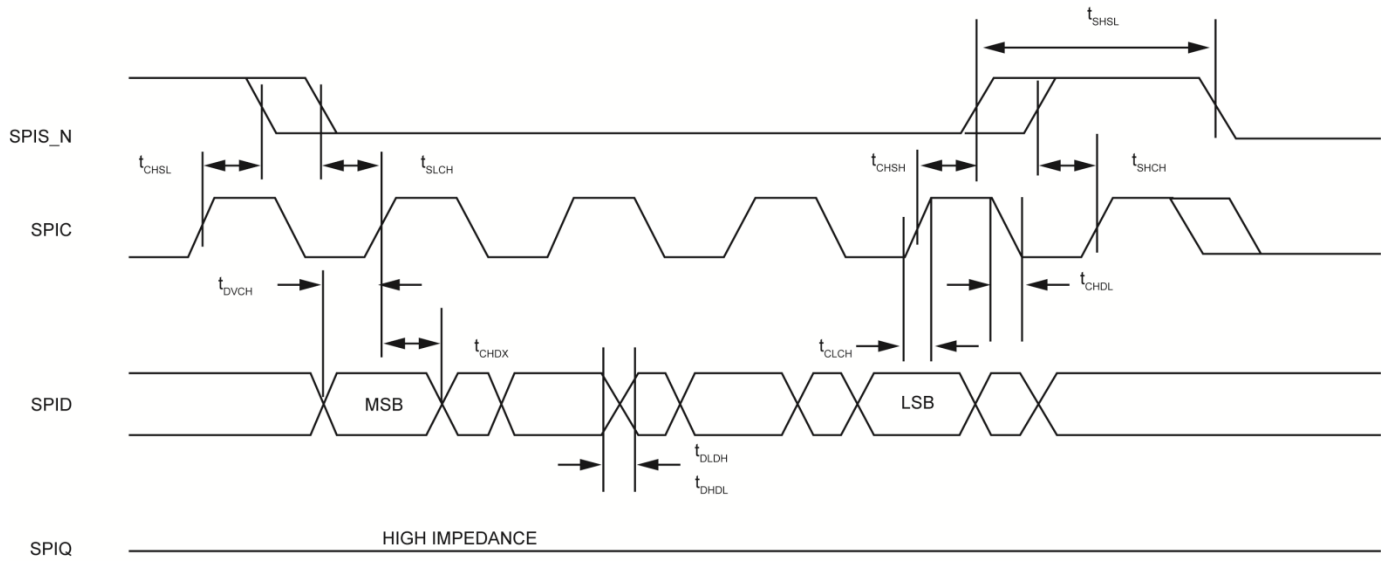 tSHSL
SPIS_N
tCHSL
tSLCH
tCHSH
tSHCH
SPIC
tDVCH
tCHDL
tCHDX
tCLCH
SPID
MSB
LSB
tDLDH
tDHDL
HIGH IMPEDANCE
SPIQ